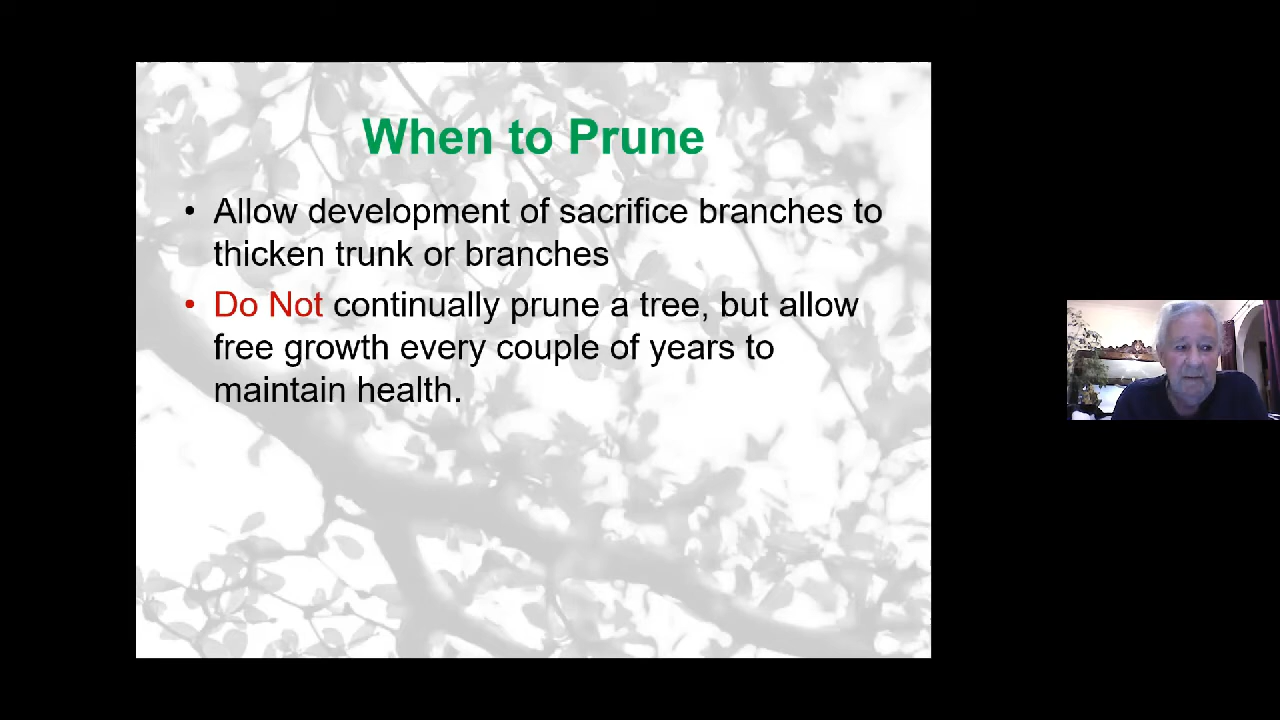 When to Prune
• Allow development of sacrifice branches to
thicken trunk or branches
• Do Not continually prune a tree, but allow
free growth every couple of years to
maintain health.